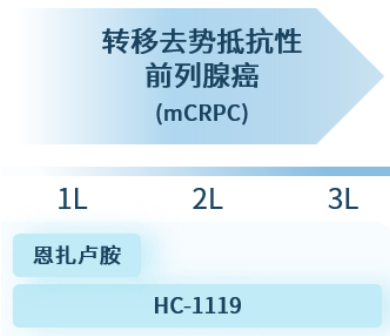 转移去势抵抗性
前列腺癌
(mCRPC)
1L 2L 3L
恩扎卢胺
HC-1119